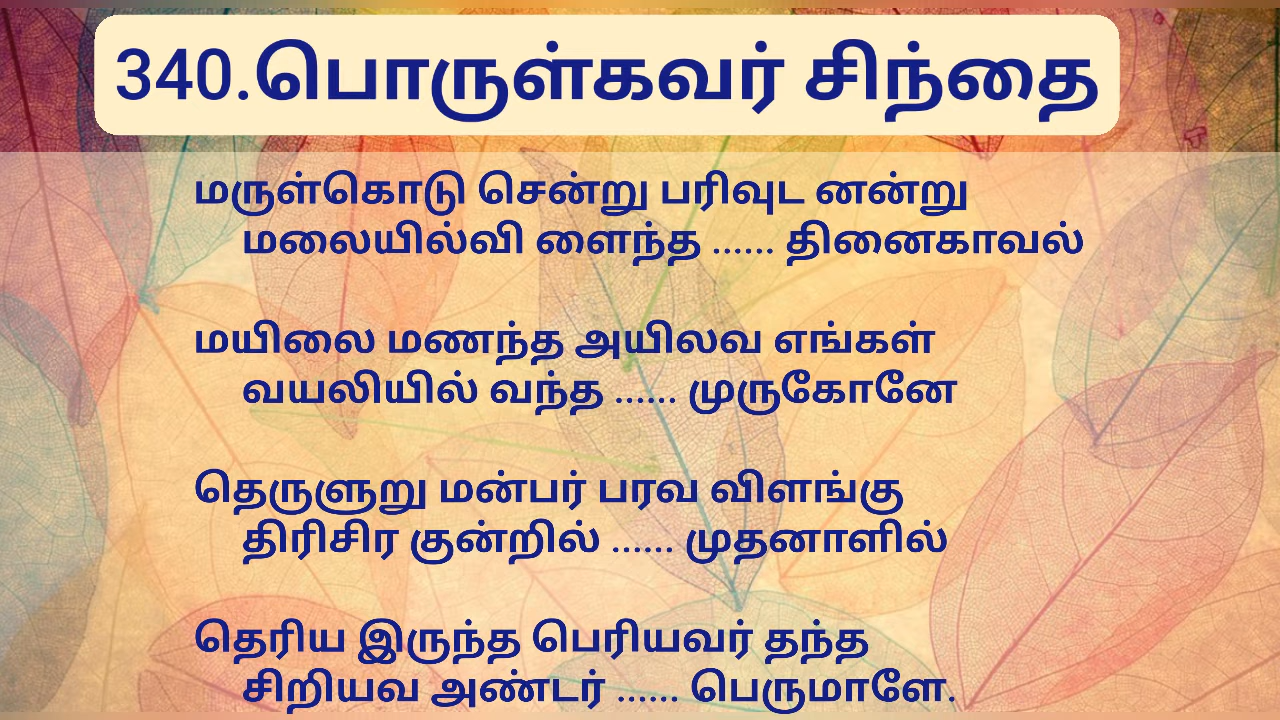 340.பொருள்கவர் சிந்தை
மருள்கொடு சென்று பரிவுட னன்று
மலையில்வி ளைந்த ...... தினைகாவல்
மயிலை மணந்த அயிலவ எங்கள்
வயலியில் வந்த ...... முருகோனே
தெருளுறு மன்பர் பரவ விளங்கு
திரிசிர குன்றில் ...... முதனாளில்
தெரிய இருந்த பெரியவர் தந்த
சிறியவ அண்டர் ...... பெருமாளே.